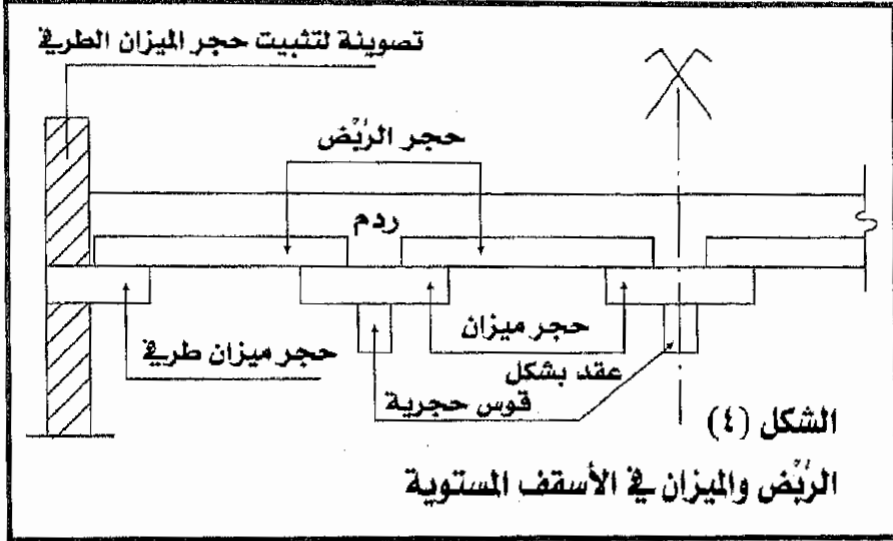 تصوينة لتثبيت حجر الميزان الطرفي
حجر الرُبْض
ردم
حجر ميزان
حجر ميزان طرفي
عقد بشكل
قوس حجرية
الشكل (٤)
الرُبْض والميزان في الأسقف المستوية